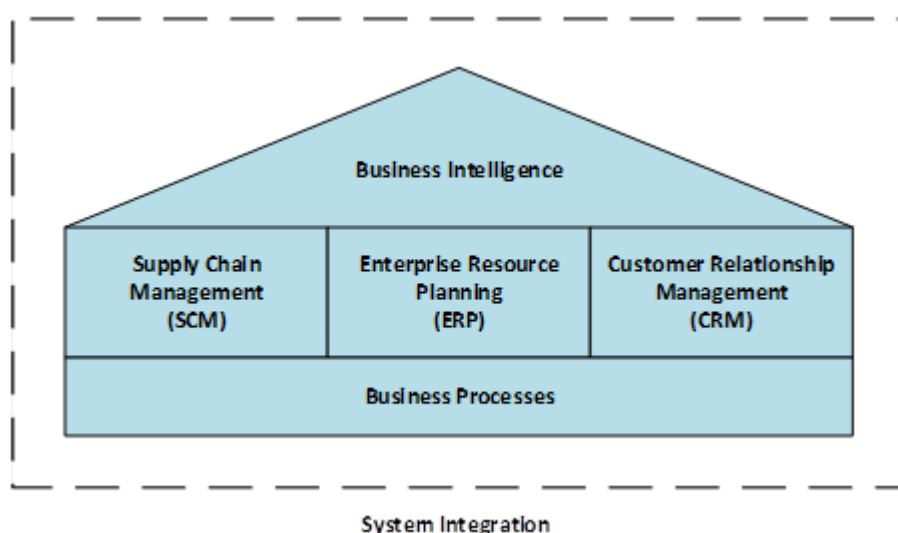 Business Intelligence
Supply Chain
Management
(SCM)
Enterprise Resource
Planning
(ERP)
Customer Relationship
Management
(CRM)
Business Processes
System Integration